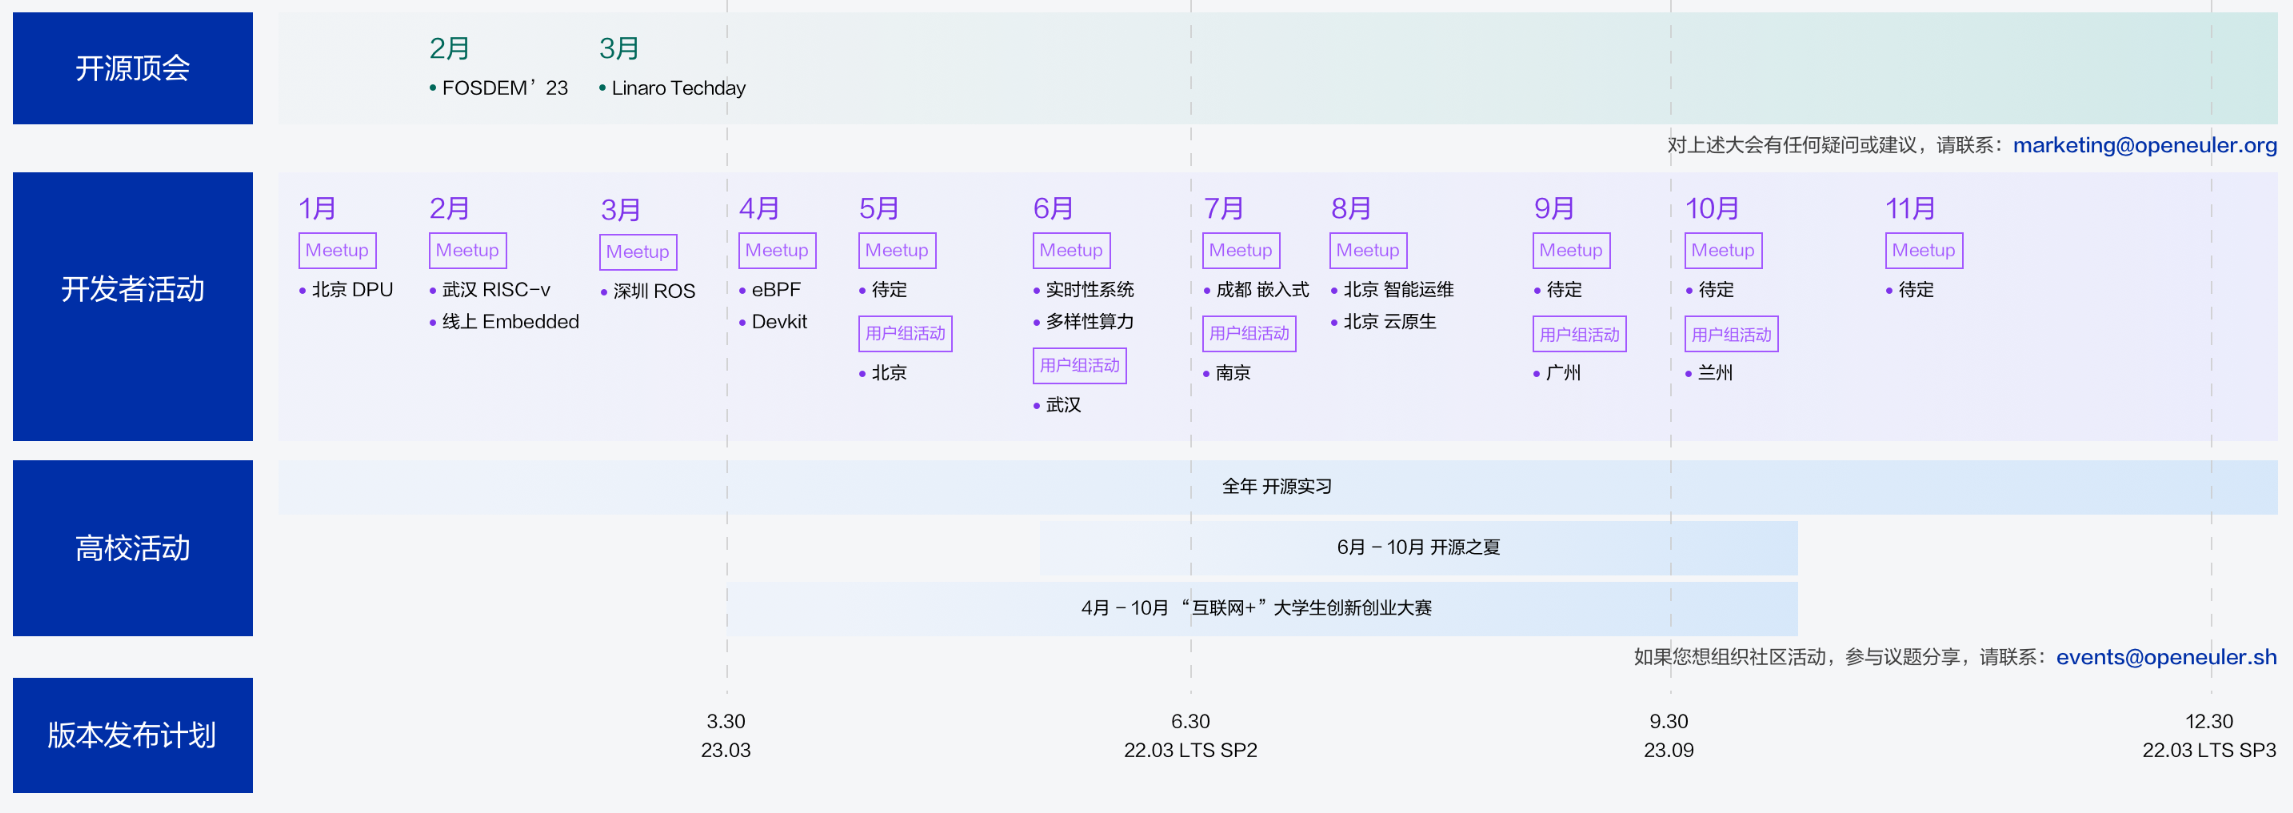 开源顶会
2月
• FOSDEM’ 23
3月
• Linaro Techday
对上述大会有任何疑问或建议，请联系：marketing@openeuler.org
开发者活动
1月
Meetup
• 北京 DPU
2月
Meetup
• 武汉 RISC-v
• 线上 Embedded
3月
Meetup
• 深圳 ROS
4月
Meetup
• eBPF
• Devkit
5月
Meetup
• 待定
用户组活动
• 北京
6月
Meetup
• 实时性系统
• 多样性算力
用户组活动
• 武汉
7月
Meetup
• 成都 嵌入式
用户组活动
• 南京
8月
Meetup
• 北京 智能运维
• 北京 云原生
9月
Meetup
• 待定
用户组活动
• 广州
10月
Meetup
• 待定
用户组活动
• 兰州
11月
Meetup
• 待定
高校活动
全年 开源实习
6月 – 10月 开源之夏
4月 – 10月 “互联网+”大学生创新创业大赛
如果您想组织社区活动，参与议题分享，请联系：events@openeuler.sh
版本发布计划
3.30
23.03
6.30
22.03 LTS SP2
9.30
23.09
12.30
22.03 LTS SP3